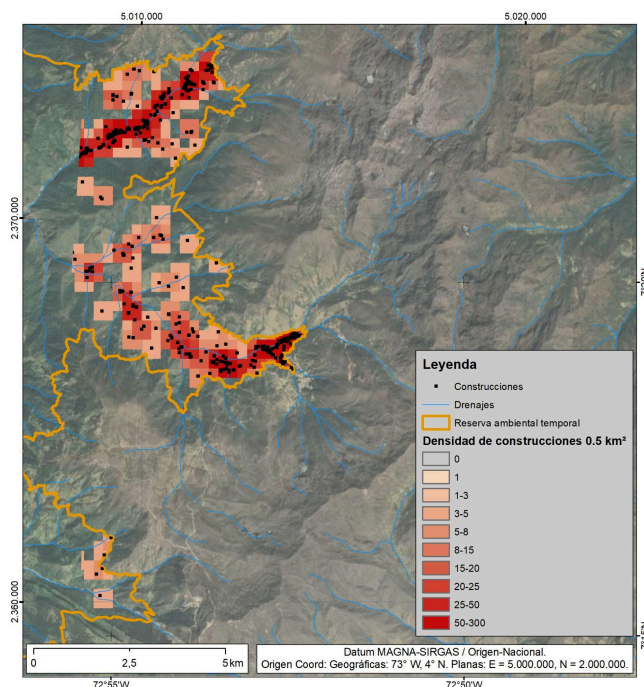 5.010.000
5.020.000
2.370.000
2.360.000
Leyenda
Construcciones
Drenajes
Reserva ambiental temporal
Densidad de construcciones 0.5 km²
0
1
1-3
3-5
5-8
8-15
15-20
20-25
25-50
50-300
0 2,5 5 km
Datum MAGNA-SIRGAS / Origen-Nacional.
Origen Coord: Geográficas: 73° W, 4° N. Planas: E = 5.000.000, N = 2.000.000.
72°55'W
72°50'W